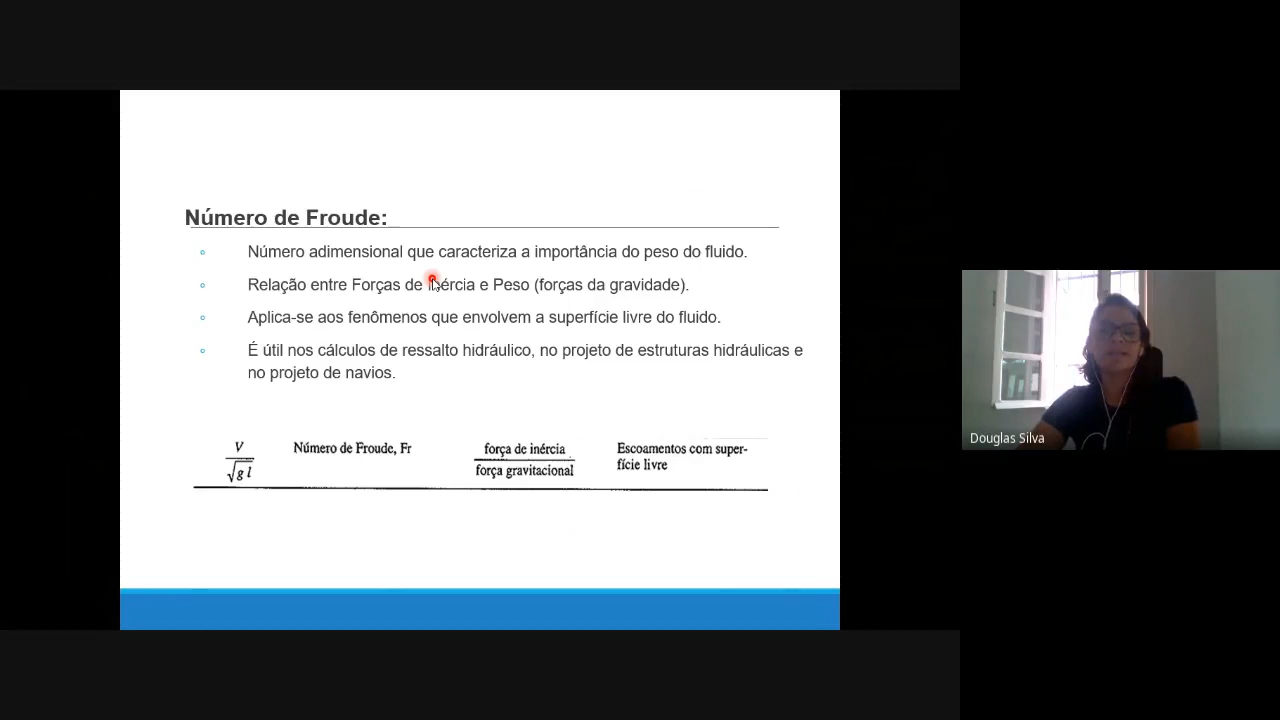 Número de Froude:
Número adimensional que caracteriza a importância do peso do fluido.
Relação entre Forças de Inércia e Peso (forças da gravidade).
Aplica-se aos fenômenos que envolvem a superfície livre do fluido.
É útil nos cálculos de ressalto hidráulico, no projeto de estruturas hidráulicas e
no projeto de navios.
V
√g l
Número de Froude, Fr
força de inércia
força gravitacional
Escoamentos com super-
fície livre
Douglas Silva